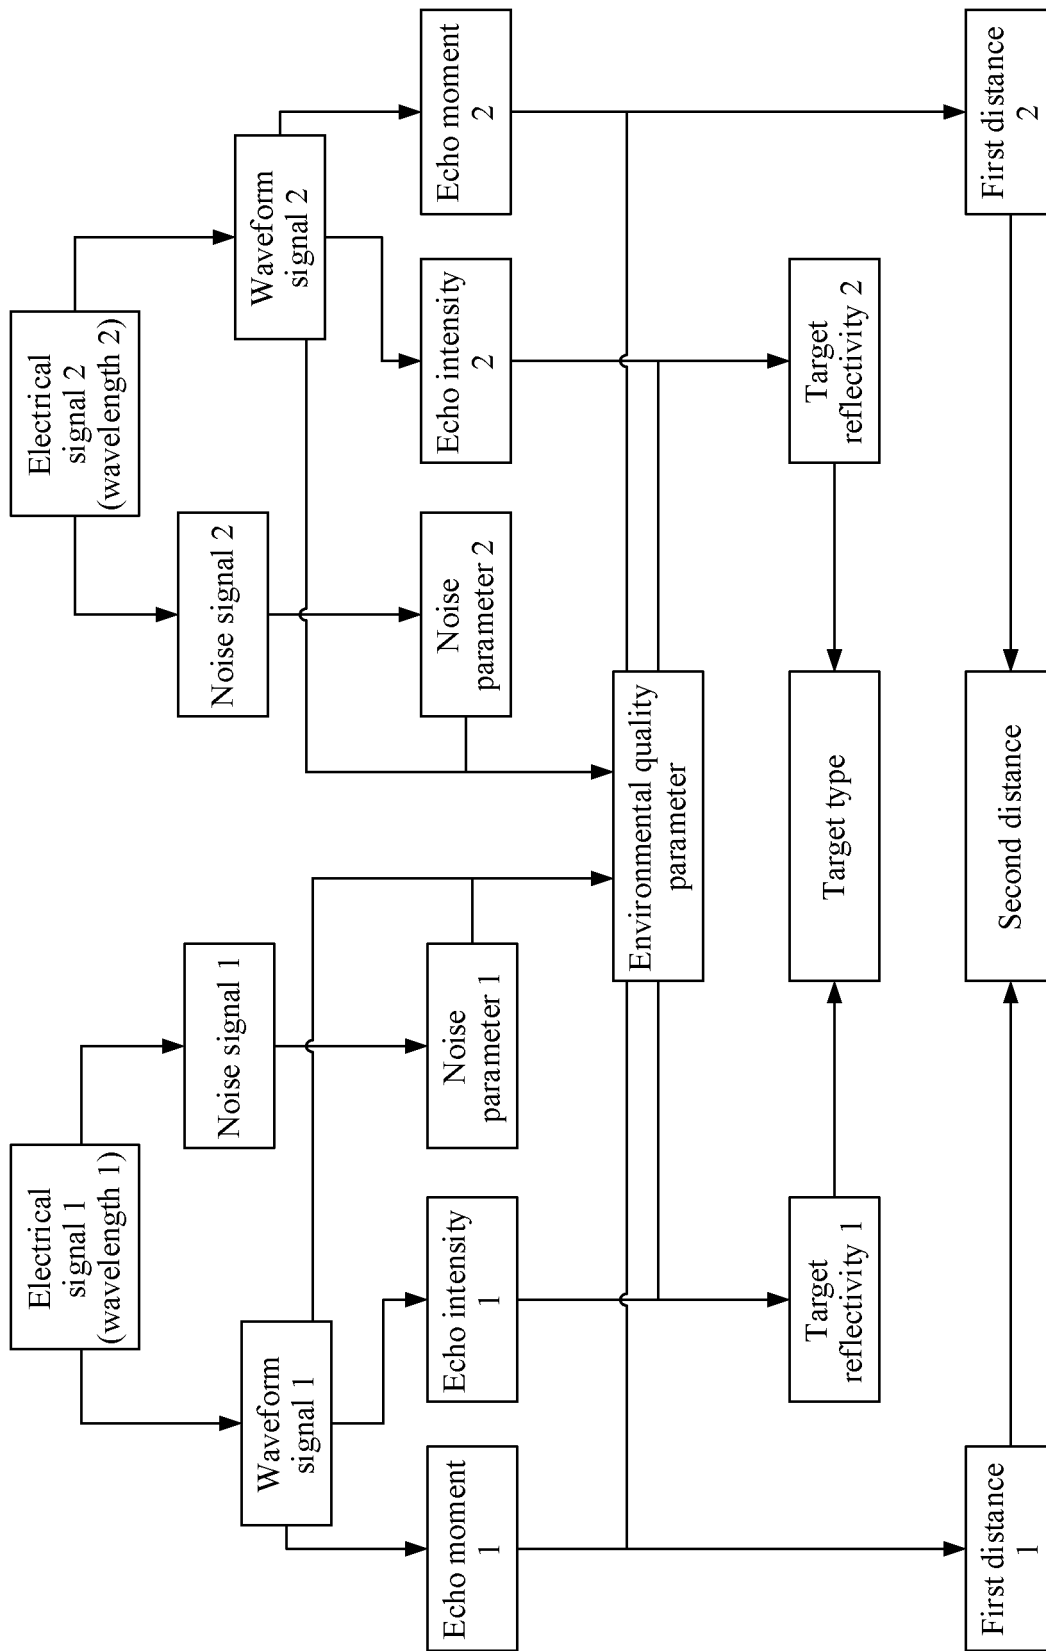 Electrical
signal 1
(wavelength 1)
Electrical
signal 2
(wavelength 2)
Noise signal 1
Noise signal 2
Waveform
signal 1
Waveform
signal 2
Echo moment
1
Echo intensity
1
Noise
parameter 1
Noise
parameter 2
Echo intensity
2
Echo moment
2
Environmental quality
parameter
Target
reflectivity 1
Target type
Target
reflectivity 2
First distance
1
Second distance
First distance
2